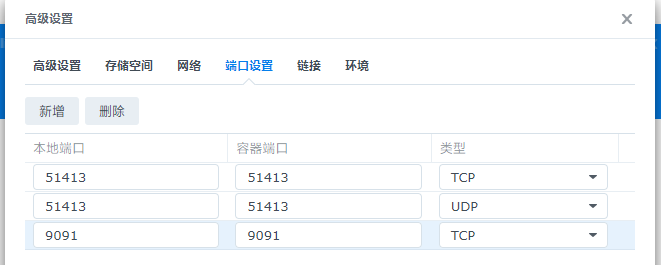 高级设置
高级设置 存储空间 网络 端口设置 链接 环境
新增 删除
本地端口 容器端口 类型
51413 51413 TCP
51413 51413 UDP
9091 9091 TCP